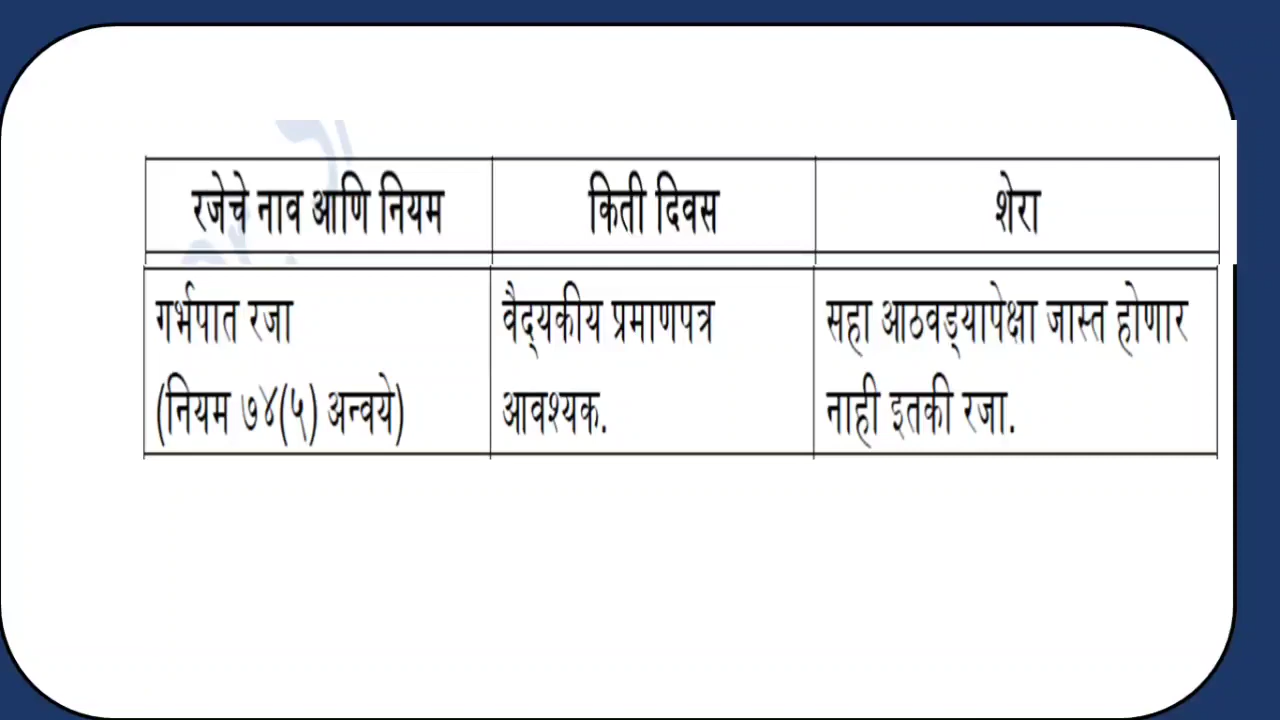 रजेचे नाव आणि नियम किती दिवस शेरा
गर्भपात रजा वैद्यकीय प्रमाणपत्र सहा आठवड्यापेक्षा जास्त होणार
(नियम ७४(५) अन्वये) आवश्यक. नाही इतकी रजा.